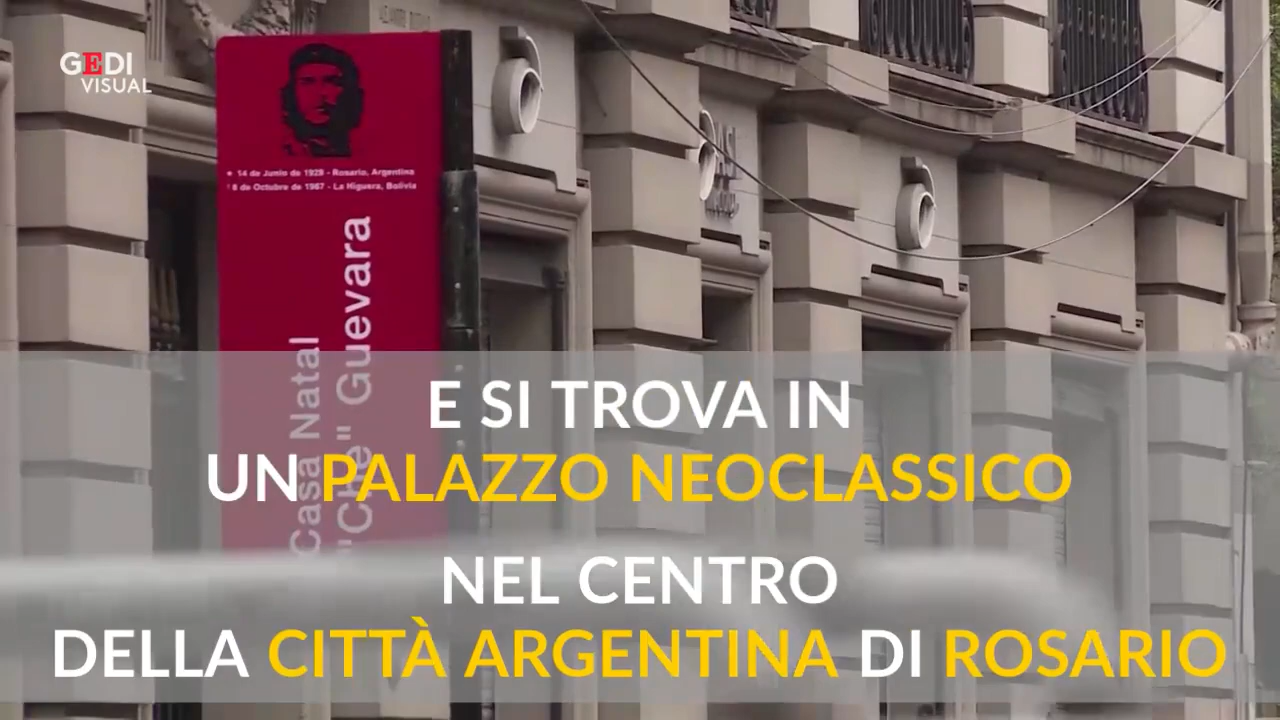 GEDI
VISUAL
14 de Junio de 1928 - Rosario, Argentina
8 de Octubre de 1967 - La Higuera, Bolivia
Casa Natal
"Che" Guevara
E SI TROVA IN
UN PALAZZO NEOCLASSICO
NEL CENTRO
DELLA CITTÀ ARGENTINA DI ROSARIO